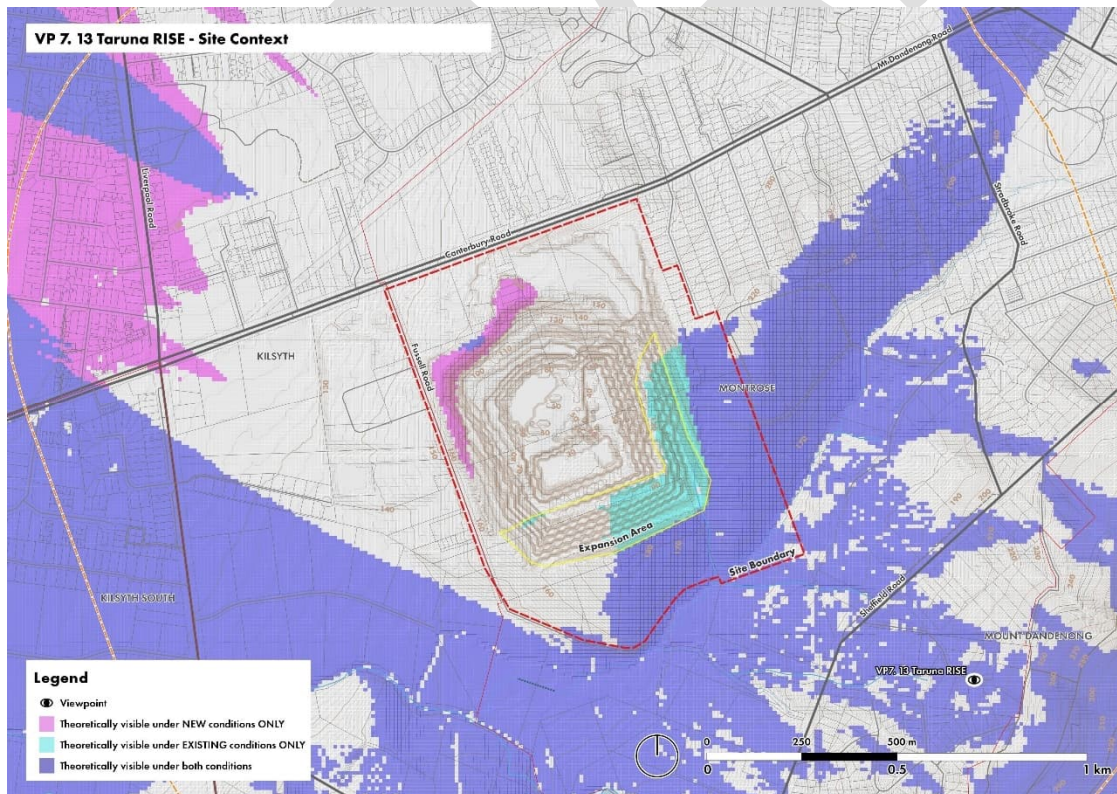 VP 7. 13 Taruna RISE - Site Context
Mt.Dandenong Road
Liverpool Road
Stradbroke Road
Canterbury Road
KILSYTH
Fussell Road
MONTROSE
Expansion Area
Site Boundary
Sheffield Road
KILSYTH SOUTH
MOUNT DANDENONG
VP7. 13 Taruna RISE
Legend
Viewpoint
Theoretically visible under NEW conditions ONLY
Theoretically visible under EXISTING conditions ONLY
Theoretically visible under both conditions
0 250 500 m
0 0.5 1 km